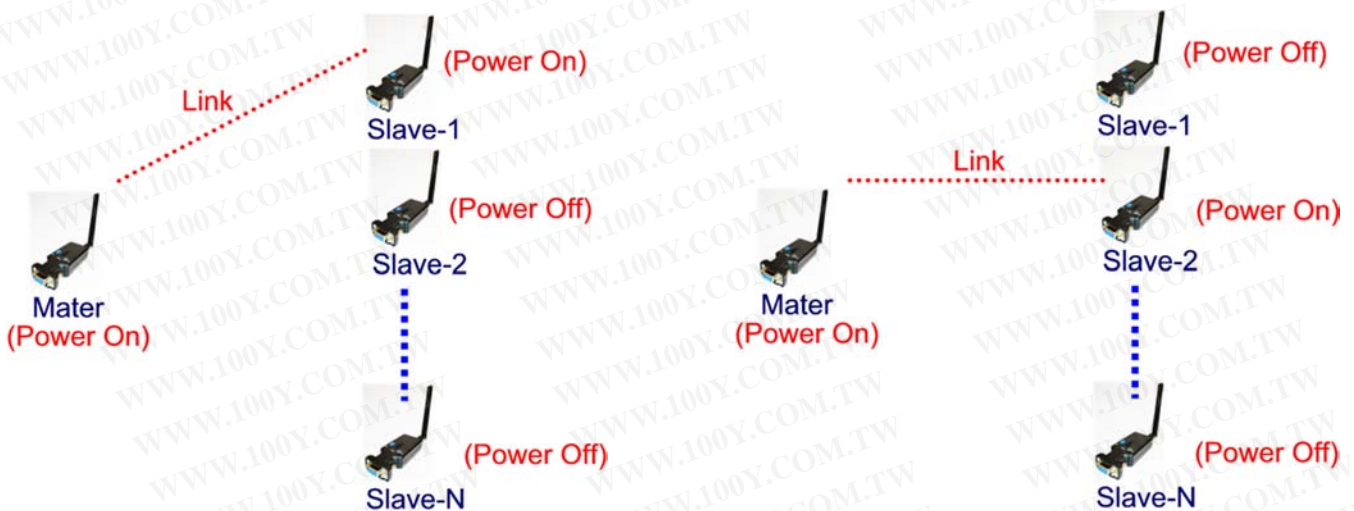 (Power On)
Link
Slave-1
(Power Off)
Slave-2
Mater
(Power On)
(Power Off)
Slave-N
(Power Off)
Slave-1
Link
(Power On)
Slave-2
Mater
(Power On)
(Power Off)
Slave-N
WWW.100Y.COM.TW